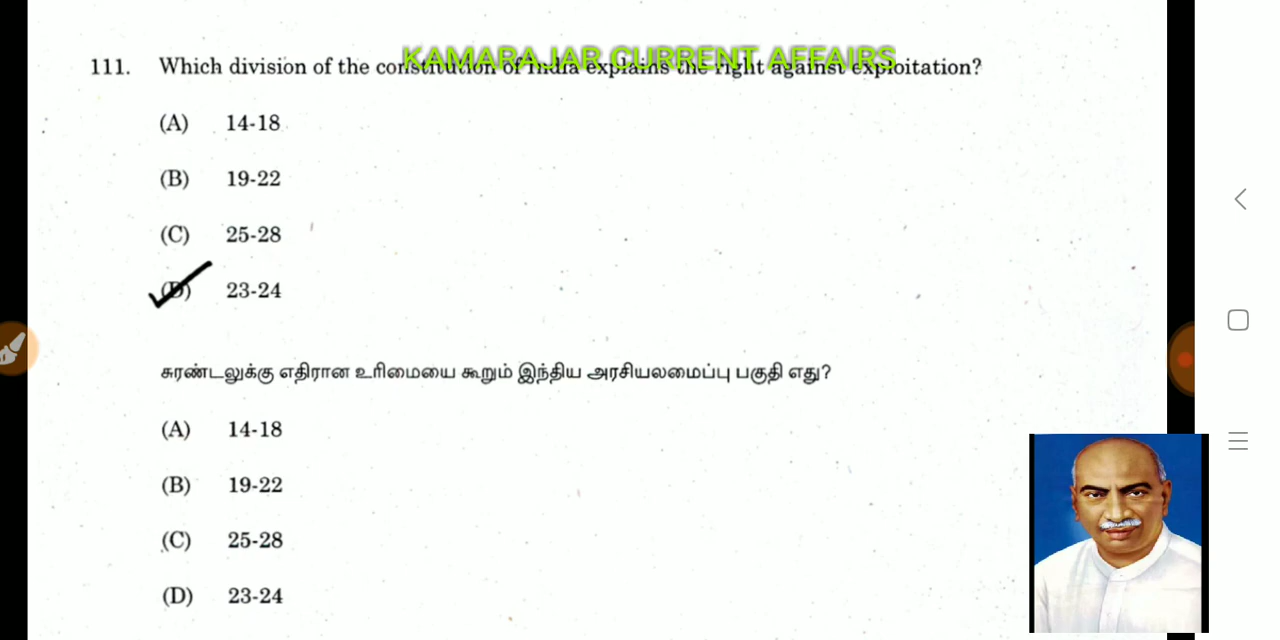 KAMARAJAR CURRENT AFFAIRS
111. Which division of the constitution of India explains the right against exploitation?
(A) 14-18
(B) 19-22
(C) 25-28
(D) 23-24
சுரண்டலுக்கு எதிரான உரிமையை கூறும் இந்திய அரசியலமைப்பு பகுதி எது?
(A) 14-18
(B) 19-22
(C) 25-28
(D) 23-24